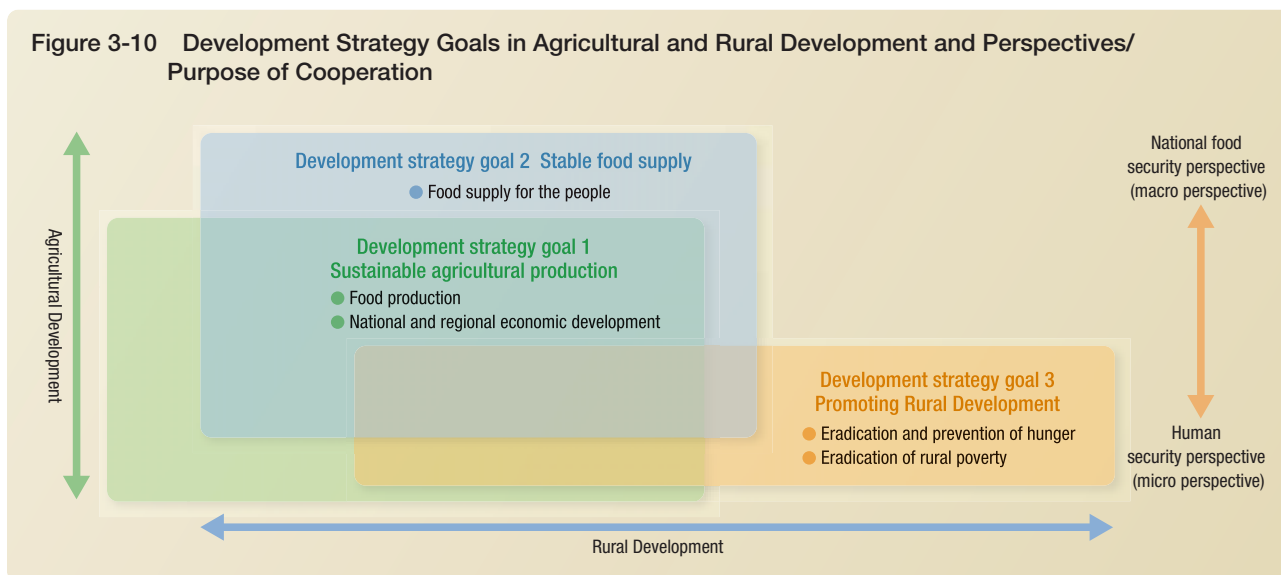 Figure 3-10 Development Strategy Goals in Agricultural and Rural Development and Perspectives/
Purpose of Cooperation
Agricultural Development
Development strategy goal 2 Stable food supply
● Food supply for the people
Development strategy goal 1
Sustainable agricultural production
● Food production
● National and regional economic development
Development strategy goal 3
Promoting Rural Development
● Eradication and prevention of hunger
● Eradication of rural poverty
National food
security perspective
(macro perspective)
Human
security perspective
(micro perspective)
Rural Development